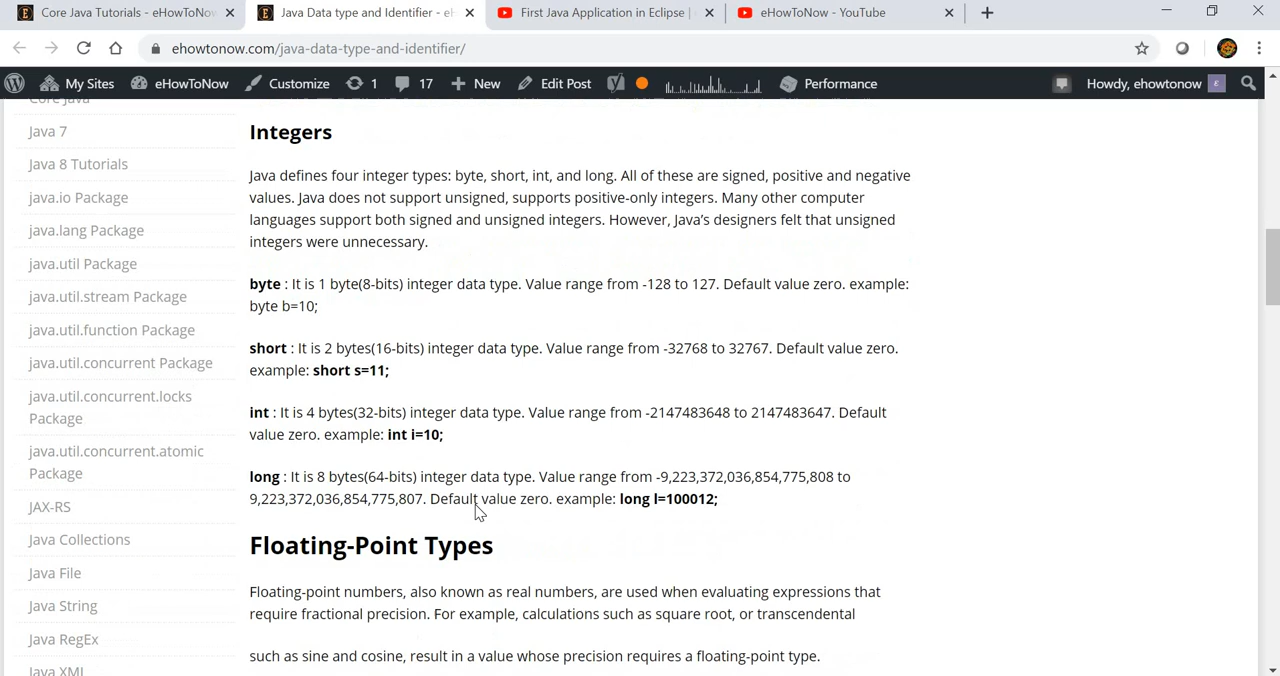 Core Java Tutorials - eHowToNow
Java Data type and Identifier - e
First Java Application in Eclipse |
eHowToNow - YouTube
ehowtonow.com/java-data-type-and-identifier/
My Sites
eHowToNow
Customize
1
17
New
Edit Post
Performance
Howdy, ehowtonow
Core Java
Java 7
Java 8 Tutorials
java.io Package
java.lang Package
java.util Package
java.util.stream Package
java.util.function Package
java.util.concurrent Package
java.util.concurrent.locks
Package
java.util.concurrent.atomic
Package
JAX-RS
Java Collections
Java File
Java String
Java RegEx
Java XML
Integers
Java defines four integer types: byte, short, int, and long. All of these are signed, positive and negative
values. Java does not support unsigned, supports positive-only integers. Many other computer
languages support both signed and unsigned integers. However, Java’s designers felt that unsigned
integers were unnecessary.
byte : It is 1 byte(8-bits) integer data type. Value range from -128 to 127. Default value zero. example:
byte b=10;
short : It is 2 bytes(16-bits) integer data type. Value range from -32768 to 32767. Default value zero.
example: short s=11;
int : It is 4 bytes(32-bits) integer data type. Value range from -2147483648 to 2147483647. Default
value zero. example: int i=10;
long : It is 8 bytes(64-bits) integer data type. Value range from -9,223,372,036,854,775,808 to
9,223,372,036,854,775,807. Default value zero. example: long l=100012;
Floating-Point Types
Floating-point numbers, also known as real numbers, are used when evaluating expressions that
require fractional precision. For example, calculations such as square root, or transcendental
such as sine and cosine, result in a value whose precision requires a floating-point type.